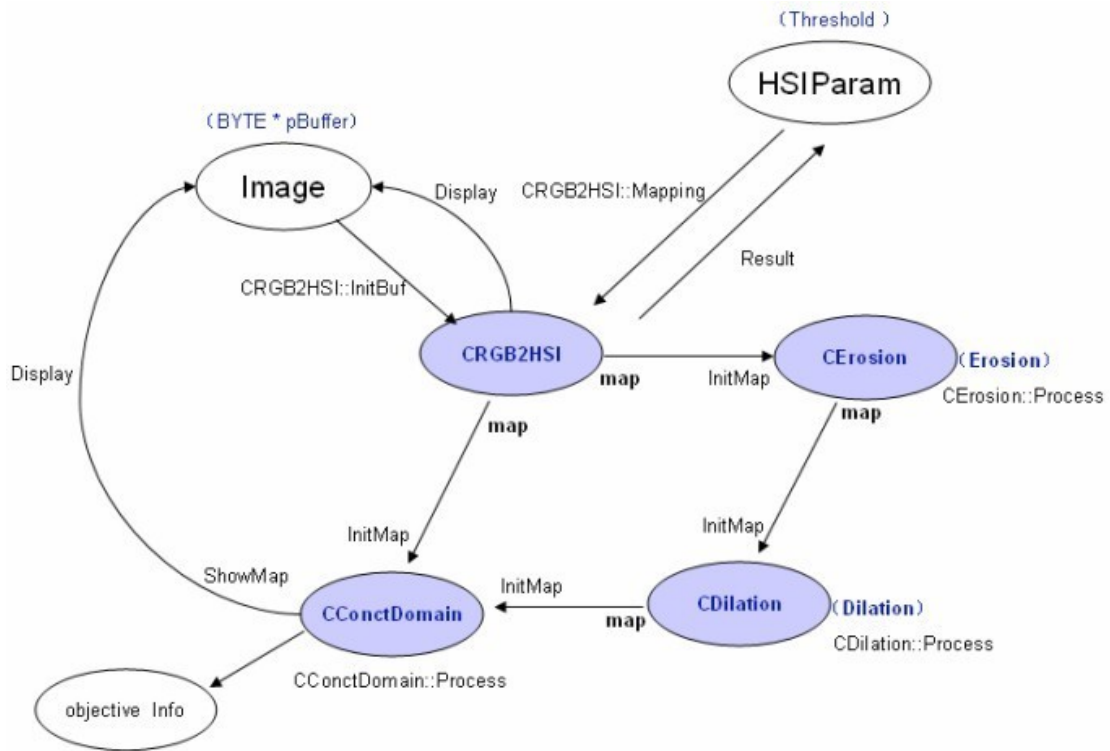 (Threshold )
HSIParam
(BYTE * pBuffer)
Image
Display
CRGB2HSI::Mapping
Result
CRGB2HSI::InitBuf
CRGB2HSI
map
InitMap
CErosion
(Erosion)
CErosion::Process
map
map
Display
InitMap
InitMap
ShowMap
InitMap
CConctDomain
map
CDilation
(Dilation)
CDilation::Process
CConctDomain::Process
objective Info